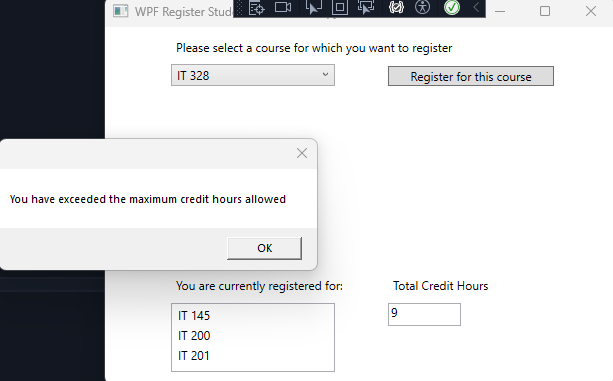 WPF Register Stude
Please select a course for which you want to register
IT 328
Register for this course
You have exceeded the maximum credit hours allowed
OK
You are currently registered for:
Total Credit Hours
IT 145
9
IT 200
IT 201